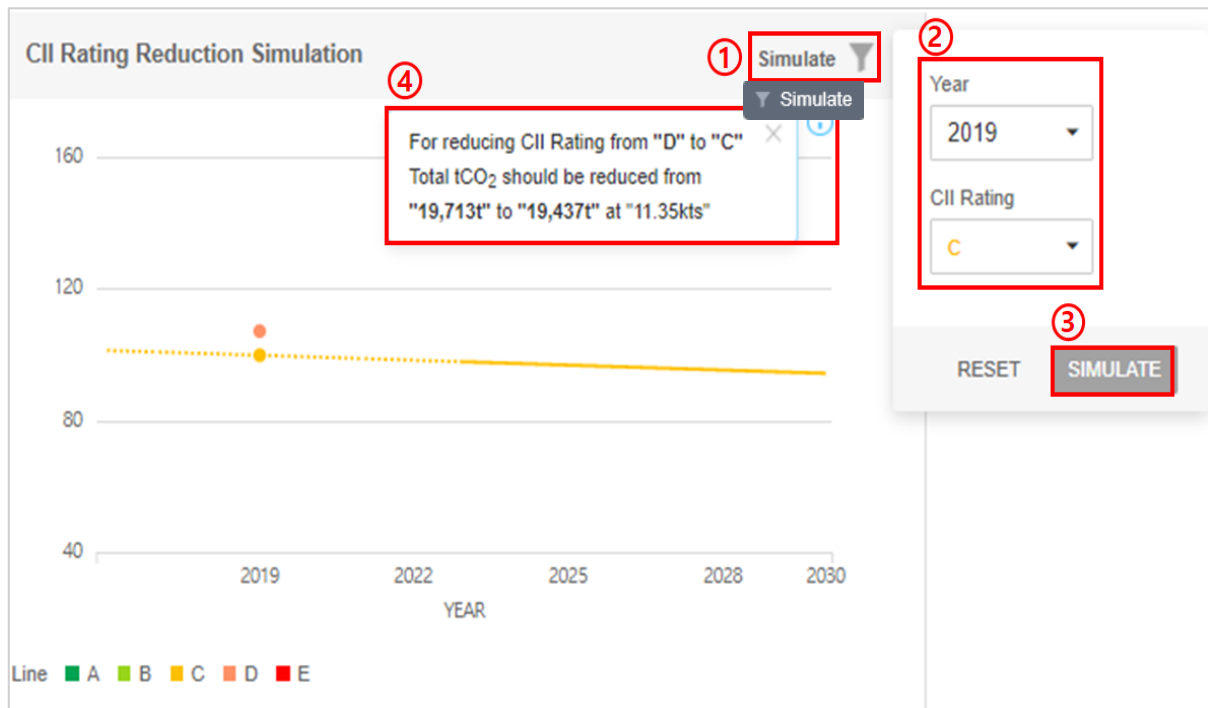 CII Rating Reduction Simulation
① Simulate
Simulate
④
For reducing CII Rating from "D" to "C"
Total tCO₂ should be reduced from
"19,713t" to "19,437t" at "11.35kts"
②
Year
2019
CII Rating
C
③
RESET SIMULATE
160
120
80
40
2019 2022 2025 2028 2030
YEAR
Line A B C D E